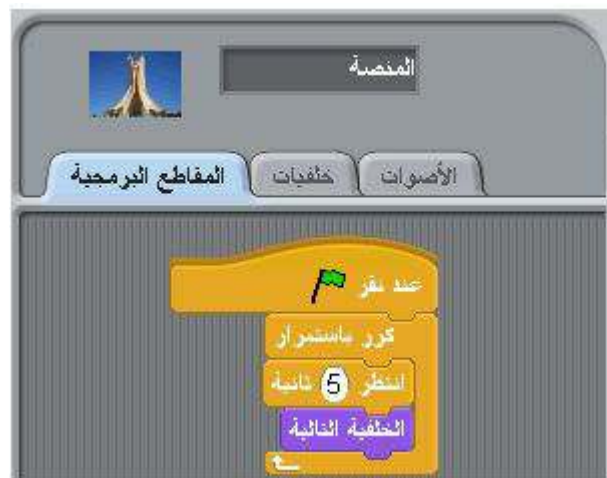 المنصة
المقاطع البرمجية خلفيات الأصوات
عند نقر
كرر باستمرار
انتظر 5 ثانية
الخلفية التالية